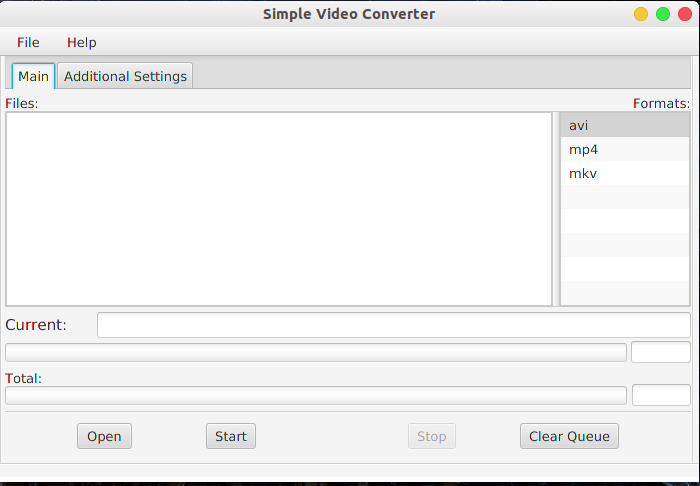 Simple Video Converter
File Help
Main Additional Settings
Files: Formats:
avi
mp4
mkv
Current:
Total:
Open Start Stop Clear Queue